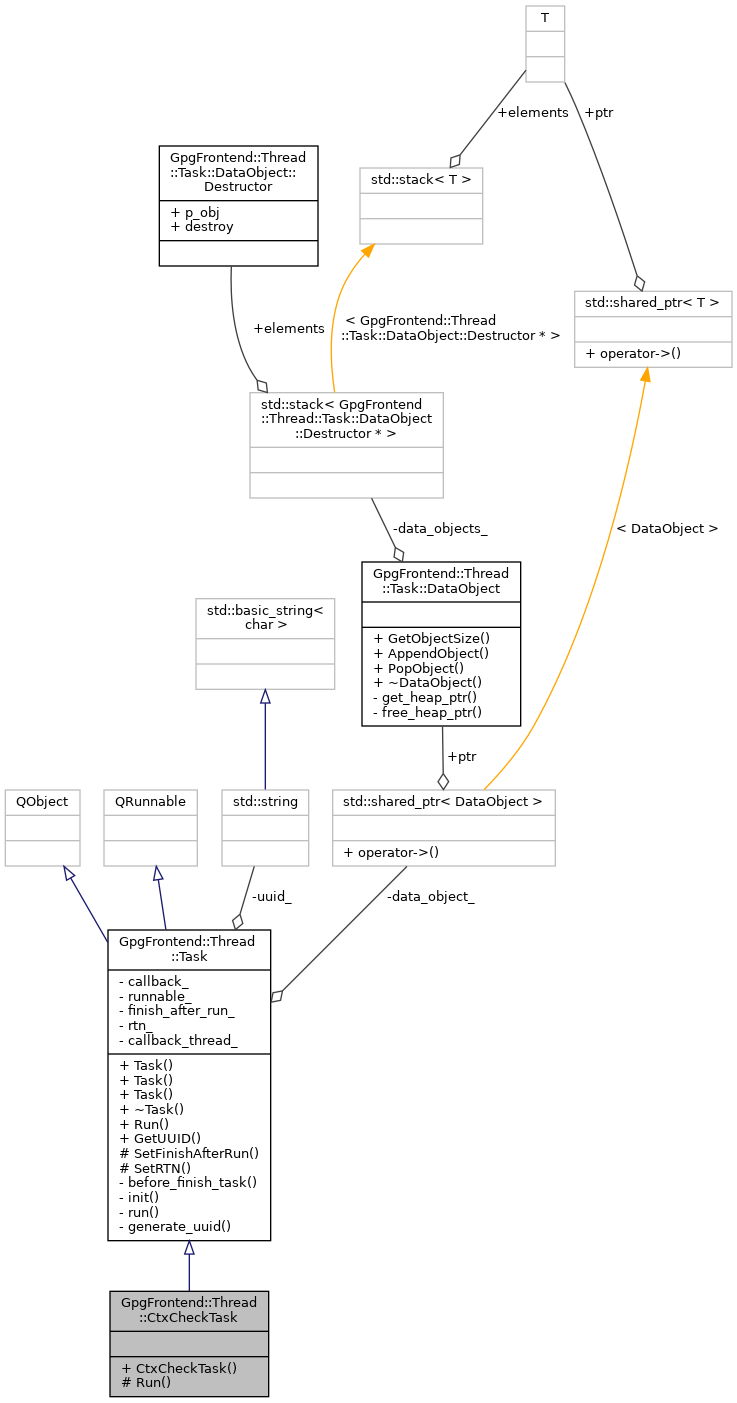 T
+elements
+ptr
GpgFrontend::Thread
::Task::DataObject::
Destructor
+ p_obj
+ destroy
std::stack< T >
std::shared_ptr< T >
+ operator->()
+elements
< GpgFrontend::Thread
::Task::DataObject::Destructor * >
std::stack< GpgFrontend
::Thread::Task::DataObject
::Destructor * >
-data_objects_
< DataObject >
GpgFrontend::Thread
::Task::DataObject
+ GetObjectSize()
+ AppendObject()
+ PopObject()
+ ~DataObject()
- get_heap_ptr()
- free_heap_ptr()
std::basic_string<
char >
+ptr
QObject
QRunnable
std::string
std::shared_ptr< DataObject >
+ operator->()
-uuid_
-data_object_
GpgFrontend::Thread
::Task
- callback_
- runnable_
- finish_after_run_
- rtn_
- callback_thread_
+ Task()
+ Task()
+ Task()
+ ~Task()
+ Run()
+ GetUUID()
# SetFinishAfterRun()
# SetRTN()
- before_finish_task()
- init()
- run()
- generate_uuid()
GpgFrontend::Thread
::CtxCheckTask
+ CtxCheckTask()
# Run()